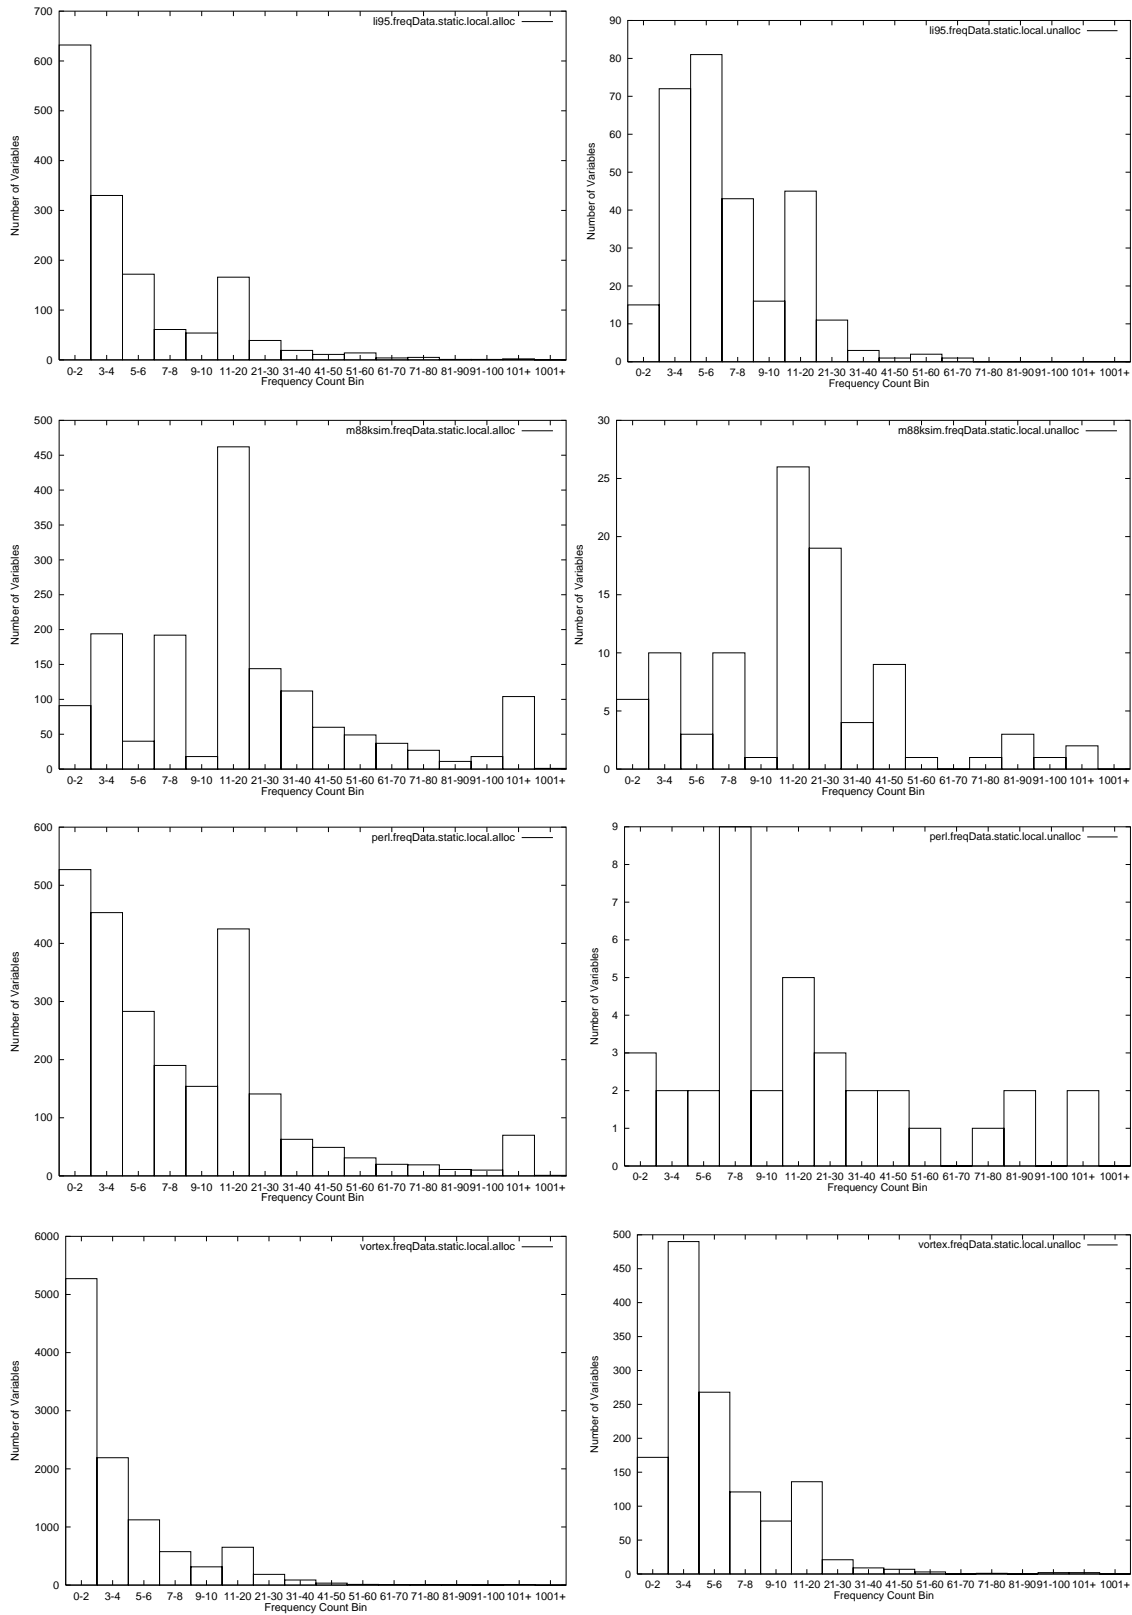 li95.freqData.static.local.alloc
700
600
500
400
300
200
100
0
Number of Variables
0-2 3-4 5-6 7-8 9-10 11-20 21-30 31-40 41-50 51-60 61-70 71-80 81-90 91-100 101+ 1001+
Frequency Count Bin
li95.freqData.static.local.unalloc
90
80
70
60
50
40
30
20
10
0
Number of Variables
0-2 3-4 5-6 7-8 9-10 11-20 21-30 31-40 41-50 51-60 61-70 71-80 81-90 91-100 101+ 1001+
Frequency Count Bin
m88ksim.freqData.static.local.alloc
500
450
400
350
300
250
200
150
100
50
0
Number of Variables
0-2 3-4 5-6 7-8 9-10 11-20 21-30 31-40 41-50 51-60 61-70 71-80 81-90 91-100 101+ 1001+
Frequency Count Bin
m88ksim.freqData.static.local.unalloc
30
25
20
15
10
5
0
Number of Variables
0-2 3-4 5-6 7-8 9-10 11-20 21-30 31-40 41-50 51-60 61-70 71-80 81-90 91-100 101+ 1001+
Frequency Count Bin
perl.freqData.static.local.alloc
600
500
400
300
200
100
0
Number of Variables
0-2 3-4 5-6 7-8 9-10 11-20 21-30 31-40 41-50 51-60 61-70 71-80 81-90 91-100 101+ 1001+
Frequency Count Bin
perl.freqData.static.local.unalloc
9
8
7
6
5
4
3
2
1
0
Number of Variables
0-2 3-4 5-6 7-8 9-10 11-20 21-30 31-40 41-50 51-60 61-70 71-80 81-90 91-100 101+ 1001+
Frequency Count Bin
vortex.freqData.static.local.alloc
6000
5000
4000
3000
2000
1000
0
Number of Variables
0-2 3-4 5-6 7-8 9-10 11-20 21-30 31-40 41-50 51-60 61-70 71-80 81-90 91-100 101+ 1001+
Frequency Count Bin
vortex.freqData.static.local.unalloc
500
450
400
350
300
250
200
150
100
50
0
Number of Variables
0-2 3-4 5-6 7-8 9-10 11-20 21-30 31-40 41-50 51-60 61-70 71-80 81-90 91-100 101+ 1001+
Frequency Count Bin